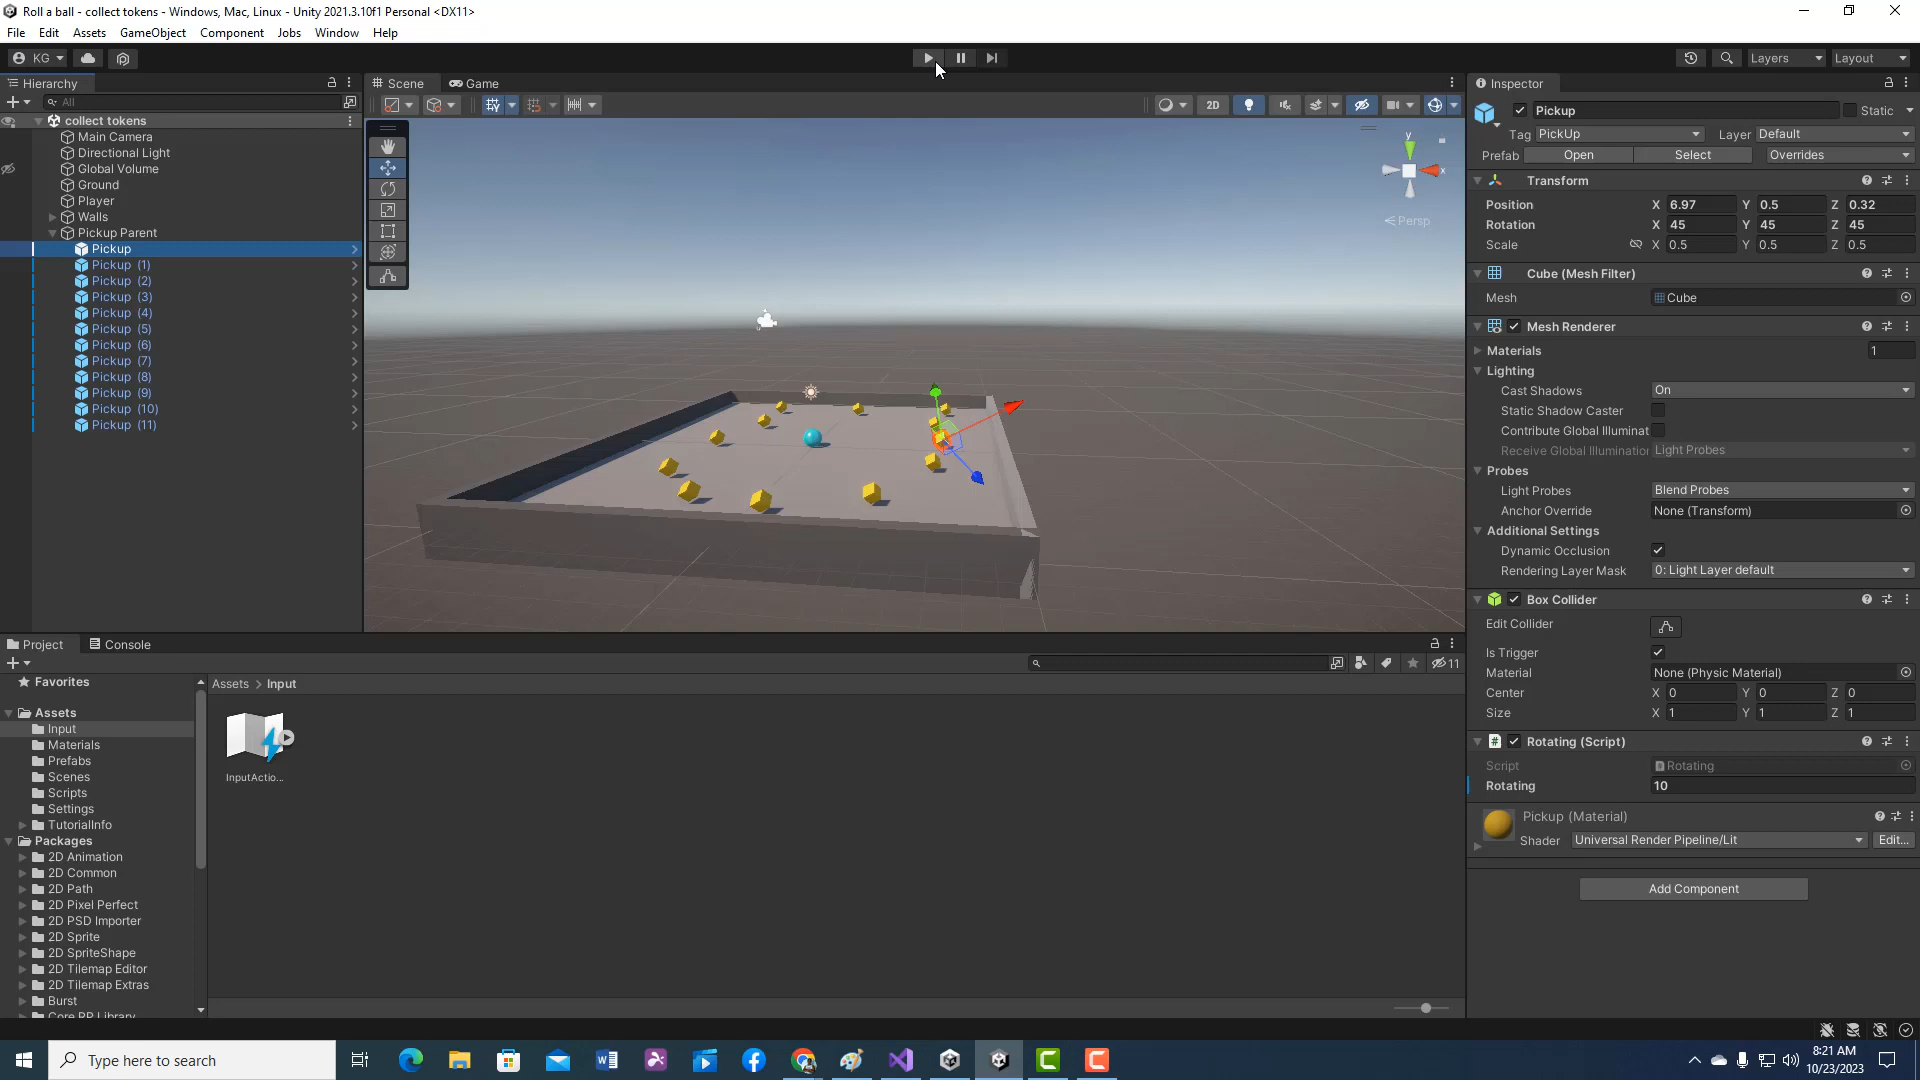 Roll a ball - collect tokens - Windows, Mac, Linux - Unity 2021.3.10f1 Personal <DX11>
File Edit Assets GameObject Component Jobs Window Help
KG Layers Layout
Hierarchy
All
collect tokens
Main Camera
Directional Light
Global Volume
Ground
Player
Walls
Pickup Parent
Pickup
Pickup (1)
Pickup (2)
Pickup (3)
Pickup (4)
Pickup (5)
Pickup (6)
Pickup (7)
Pickup (8)
Pickup (9)
Pickup (10)
Pickup (11)
Scene Game
2D
y
x
Persp
Inspector
Pickup Static
Tag PickUp Layer Default
Prefab Open Select Overrides
Transform
Position X 6.97 Y 0.5 Z 0.32
Rotation X 45 Y 45 Z 45
Scale X 0.5 Y 0.5 Z 0.5
Cube (Mesh Filter)
Mesh Cube
Mesh Renderer
Materials 1
Lighting
Cast Shadows On
Static Shadow Caster
Contribute Global Illuminat
Receive Global Illumination Light Probes
Probes
Light Probes Blend Probes
Anchor Override None (Transform)
Additional Settings
Dynamic Occlusion
Rendering Layer Mask 0: Light Layer default
Box Collider
Edit Collider
Is Trigger
Material None (Physic Material)
Center X 0 Y 0 Z 0
Size X 1 Y 1 Z 1
Rotating (Script)
Script Rotating
Rotating 10
Pickup (Material)
Shader Universal Render Pipeline/Lit Edit...
Add Component
Project Console
11
Favorites
Assets
Input
Materials
Prefabs
Scenes
Scripts
Settings
TutorialInfo
Packages
2D Animation
2D Common
2D Path
2D Pixel Perfect
2D PSD Importer
2D Sprite
2D SpriteShape
2D Tilemap Editor
2D Tilemap Extras
Burst
Core RP Library
Assets > Input
InputActio...
Type here to search
8:21 AM
10/23/2023